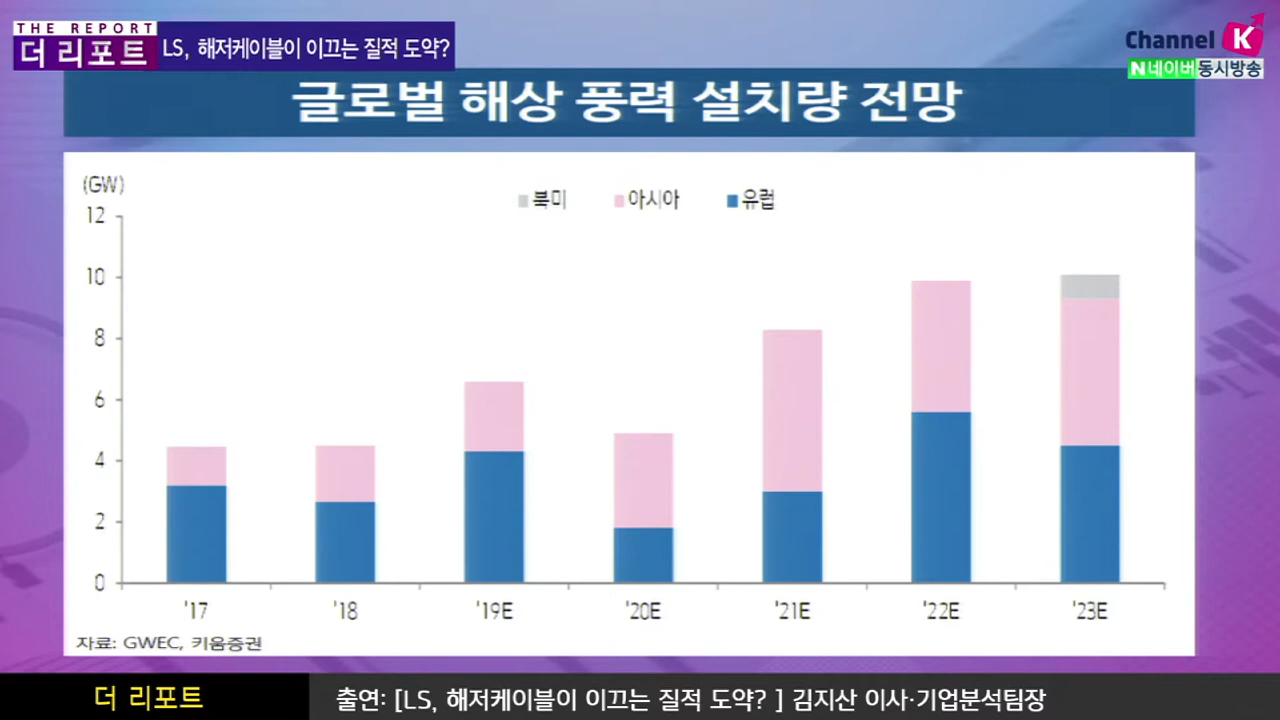 THE REPORT
더 리포트
LS, 해저케이블이 이끄는 질적 도약?
Channel K
N 네이버 동시방송
글로벌 해상 풍력 설치량 전망
(GW)
북미 아시아 유럽
12
10
8
6
4
2
0
'17 '18 '19E '20E '21E '22E '23E
자료: GWEC, 키움증권
더 리포트
출연: [LS, 해저케이블이 이끄는 질적 도약? ] 김지산 이사·기업분석팀장